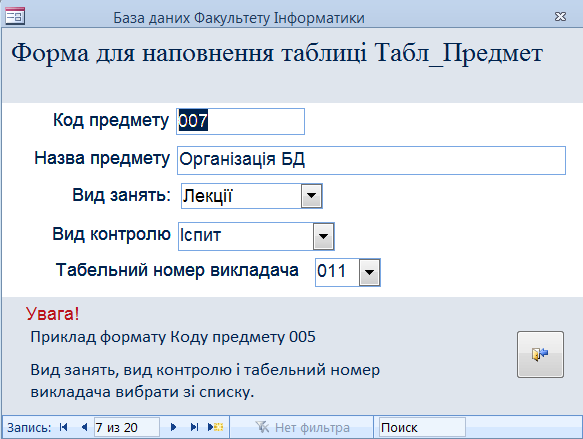 База даних Факультету Інформатики
Форма для наповнення таблиці Табл_Предмет
Код предмету 007
Назва предмету Організація БД
Вид занять: Лекції
Вид контролю Іспит
Табельний номер викладача 011
Увага!
Приклад формату Коду предмету 005
Вид занять, вид контролю і табельний номер
викладача вибрати зі списку.
Запись: 7 из 20 Нет фильтра Поиск